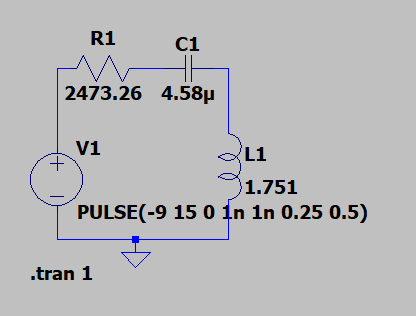 R1
C1
2473.26
4.58µ
V1
L1
1.751
PULSE(-9 15 0 1n 1n 0.25 0.5)
.tran 1